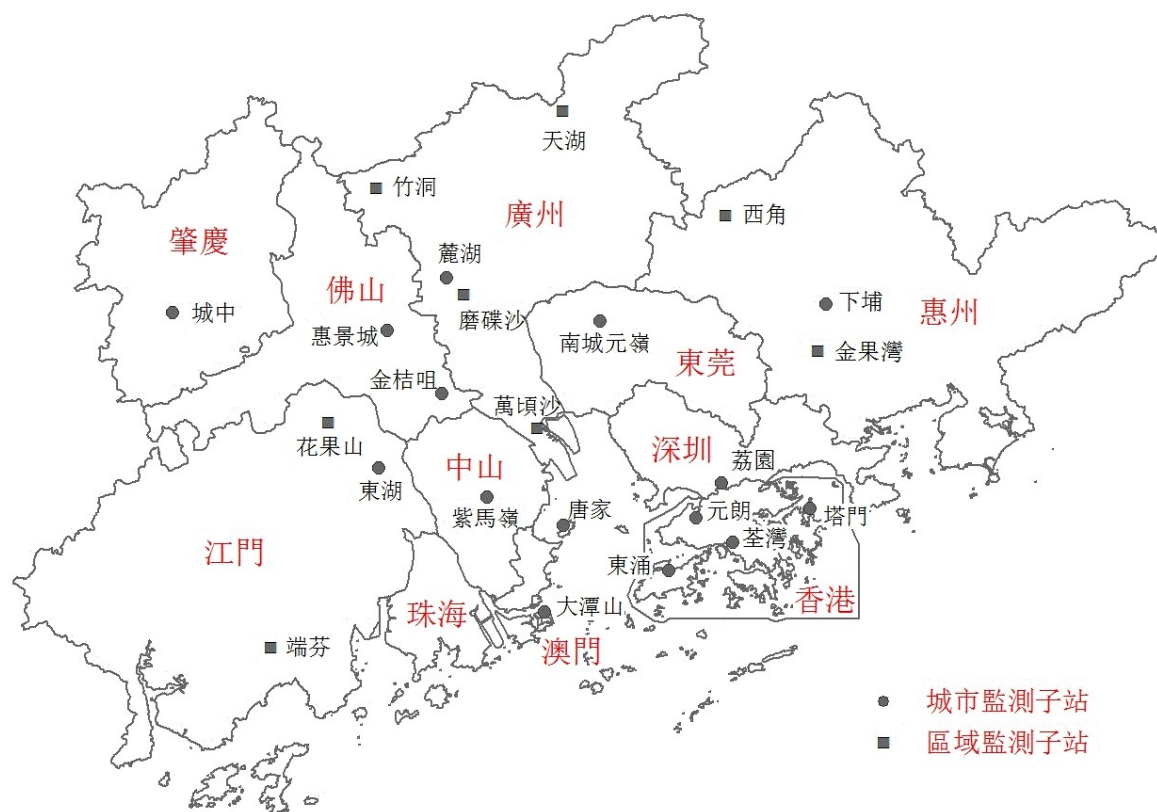 天湖
竹洞
廣州
西角
肇慶
麓湖
佛山
磨碟沙
下埔
惠州
城中
惠景城
南城元嶺
東莞
金果灣
金桔咀
萬頃沙
花果山
中山
深圳
荔園
東湖
紫馬嶺
唐家
元朗
塔門
荃灣
江門
東涌
香港
珠海
大潭山
端芬
澳門
城市監測子站
區域監測子站